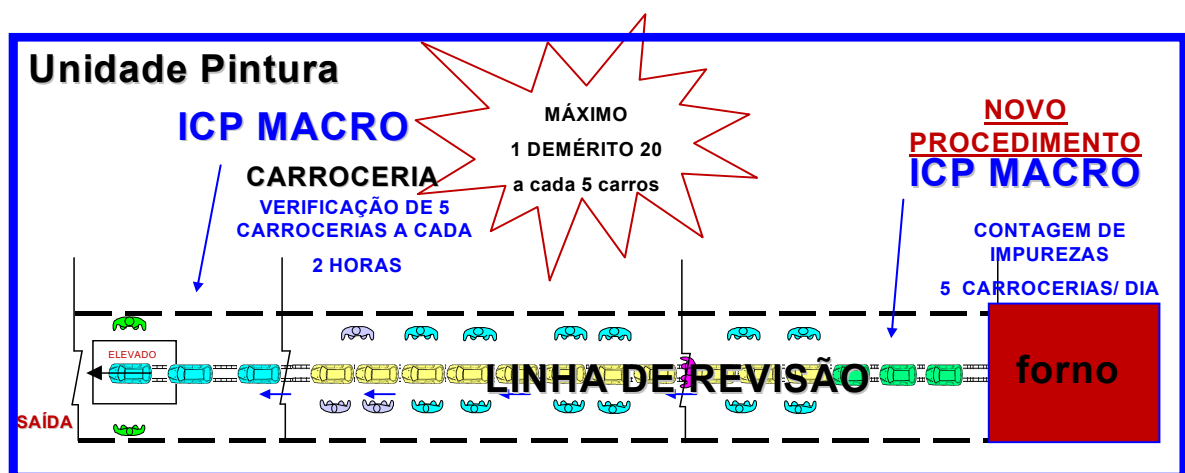 Unidade Pintura
ICP MACRO
CARROCERIA
VERIFICAÇÃO DE 5
CARROCERIAS A CADA
2 HORAS
MÁXIMO
1 DEMÉRITO 20
a cada 5 carros
NOVO
PROCEDIMENTO
ICP MACRO
CONTAGEM DE
IMPUREZAS
5 CARROCERIAS/ DIA
ELEVADO
LINHA DE REVISÃO
forno
SAÍDA